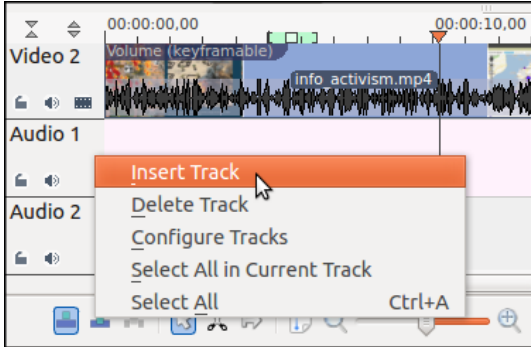 00:00:00,00 00:00:10,00
Video 2
Volume (keyframable)
info_activism.mp4
Audio 1
Insert Track
Delete Track
Audio 2
Configure Tracks
Select All in Current Track
Select All Ctrl+A